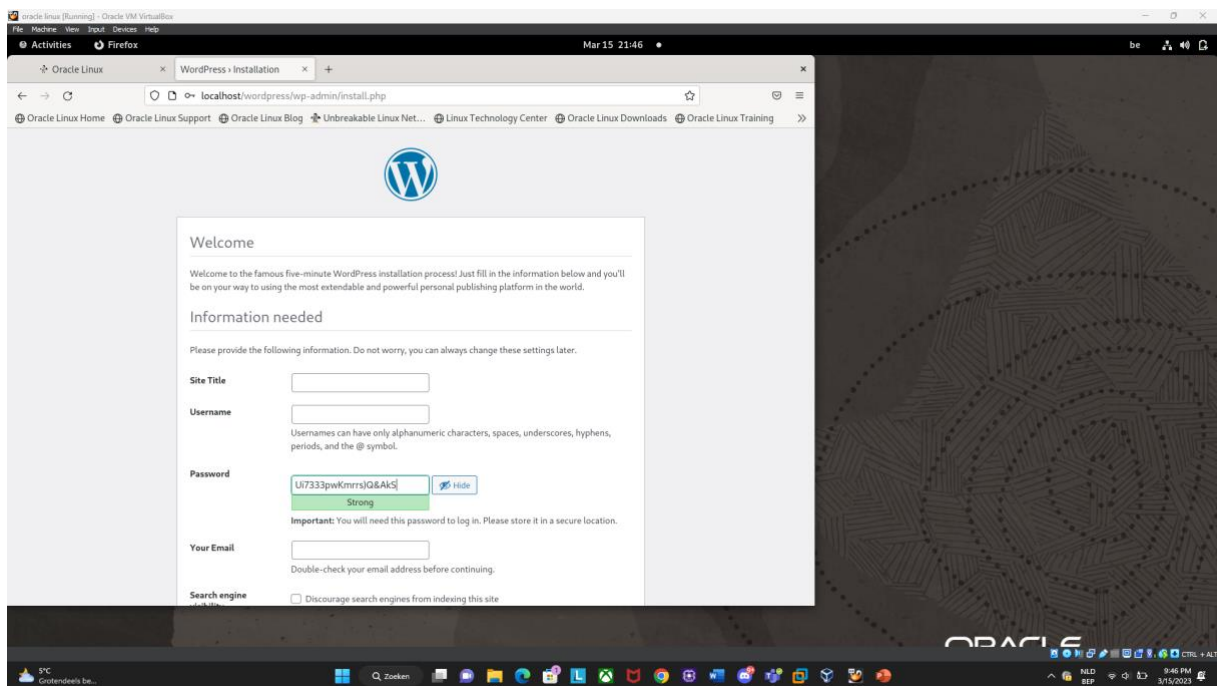 oracle linux [Running] - Oracle VM VirtualBox
File Machine View Input Devices Help
Activities Firefox Mar 15 21:46 be
Oracle Linux WordPress › Installation
localhost/wordpress/wp-admin/install.php
Oracle Linux Home Oracle Linux Support Oracle Linux Blog Unbreakable Linux Net... Linux Technology Center Oracle Linux Downloads Oracle Linux Training
Welcome
Welcome to the famous five-minute WordPress installation process! Just fill in the information below and you'll
be on your way to using the most extendable and powerful personal publishing platform in the world.
Information needed
Please provide the following information. Do not worry, you can always change these settings later.
Site Title
Username
Usernames can have only alphanumeric characters, spaces, underscores, hyphens,
periods, and the @ symbol.
Password
Ui7333pwKmrrs)Q&AkS Hide
Strong
Important: You will need this password to log in. Please store it in a secure location.
Your Email
Double-check your email address before continuing.
Search engine
Discourage search engines from indexing this site
ORACLE
CTRL + ALT
5°C
Grotendeels be...
Zoeken
NLD
BEP
9:46 PM
3/15/2023